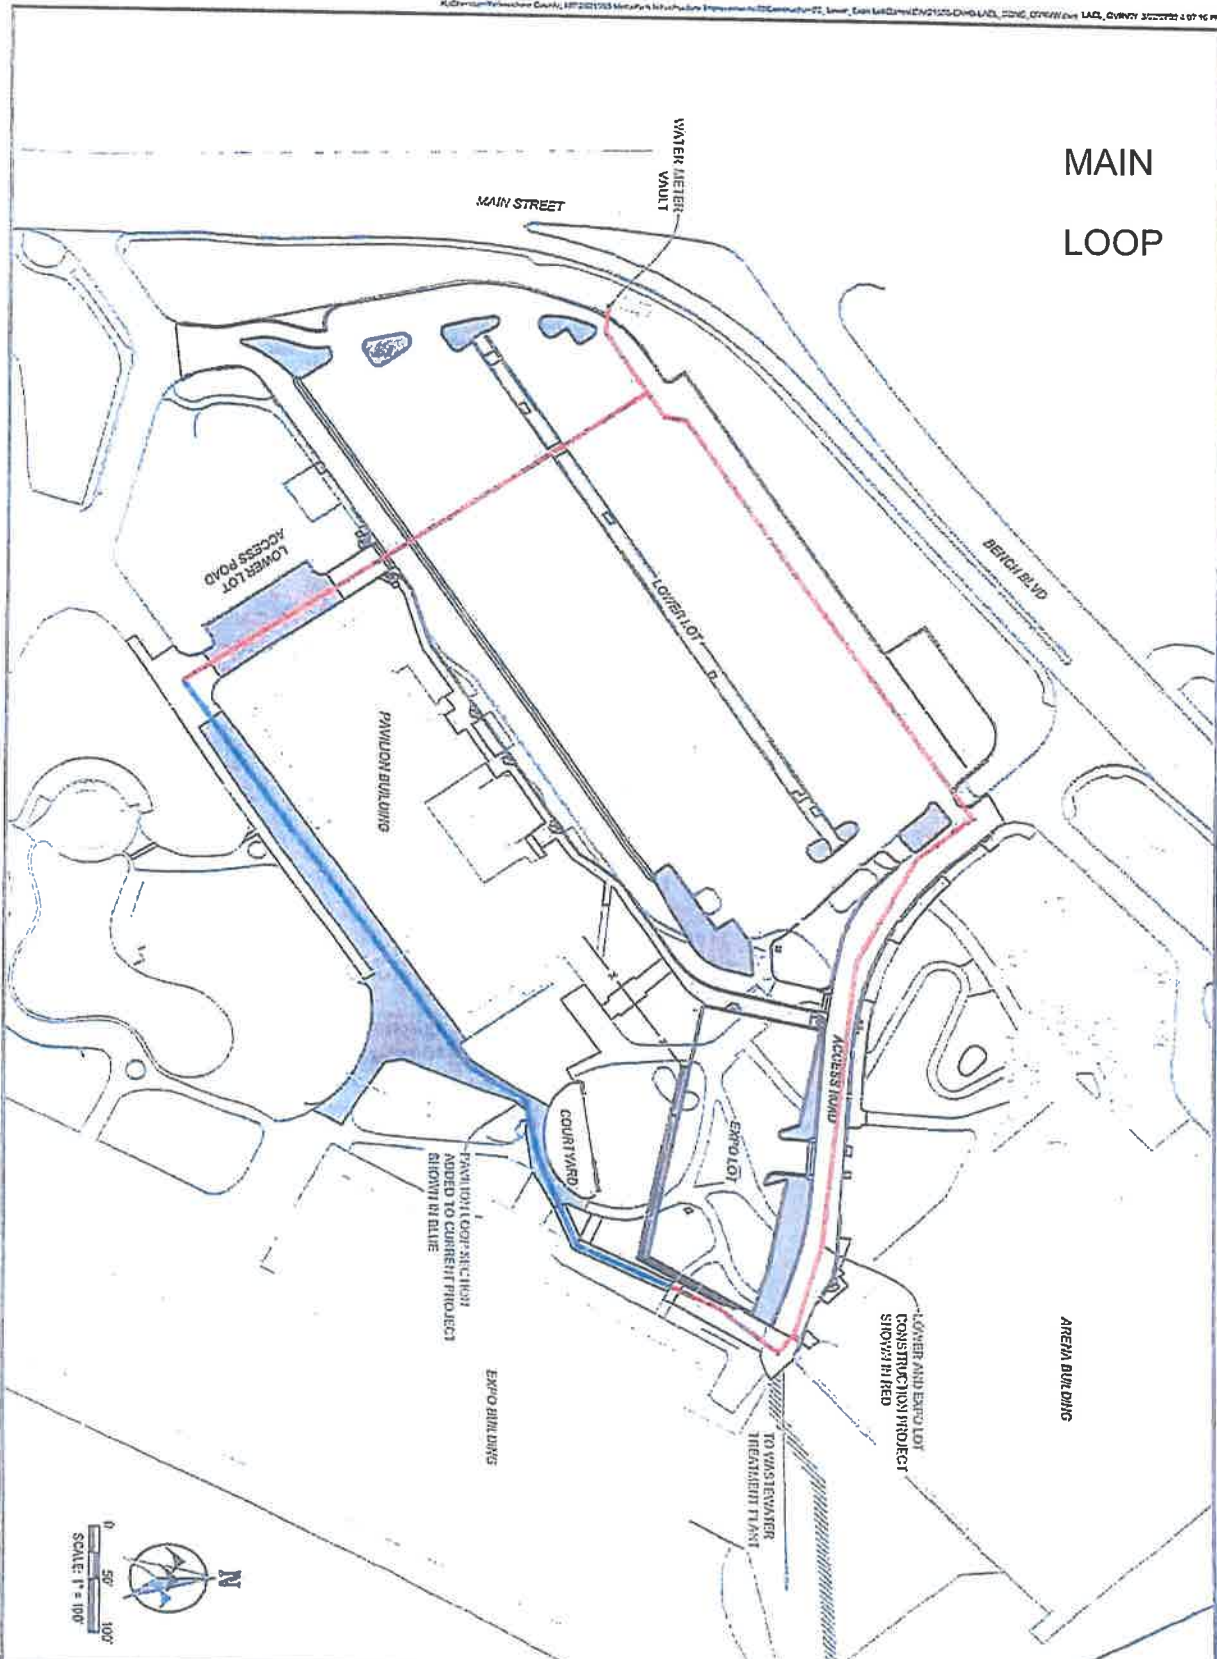 MAIN
LOOP
WATER METER
VAULT
MAIN STREET
BENCH BLVD
LOWER LOT
ACCESS ROAD
LOWER LOT
PAVILION BUILDING
ACCESS ROAD
EXPO LOT
COURTYARD
PAVILION LOOP SECTION
ADDED TO CURRENT PROJECT
SHOWN IN BLUE
LOWER AND EXPO LOT
CONSTRUCTION PROJECT
SHOWN IN RED
ARENA BUILDING
EXPO BUILDING
TO WASTEWATER
TREATMENT PLANT
N
0 50' 100'
SCALE: 1" = 100'